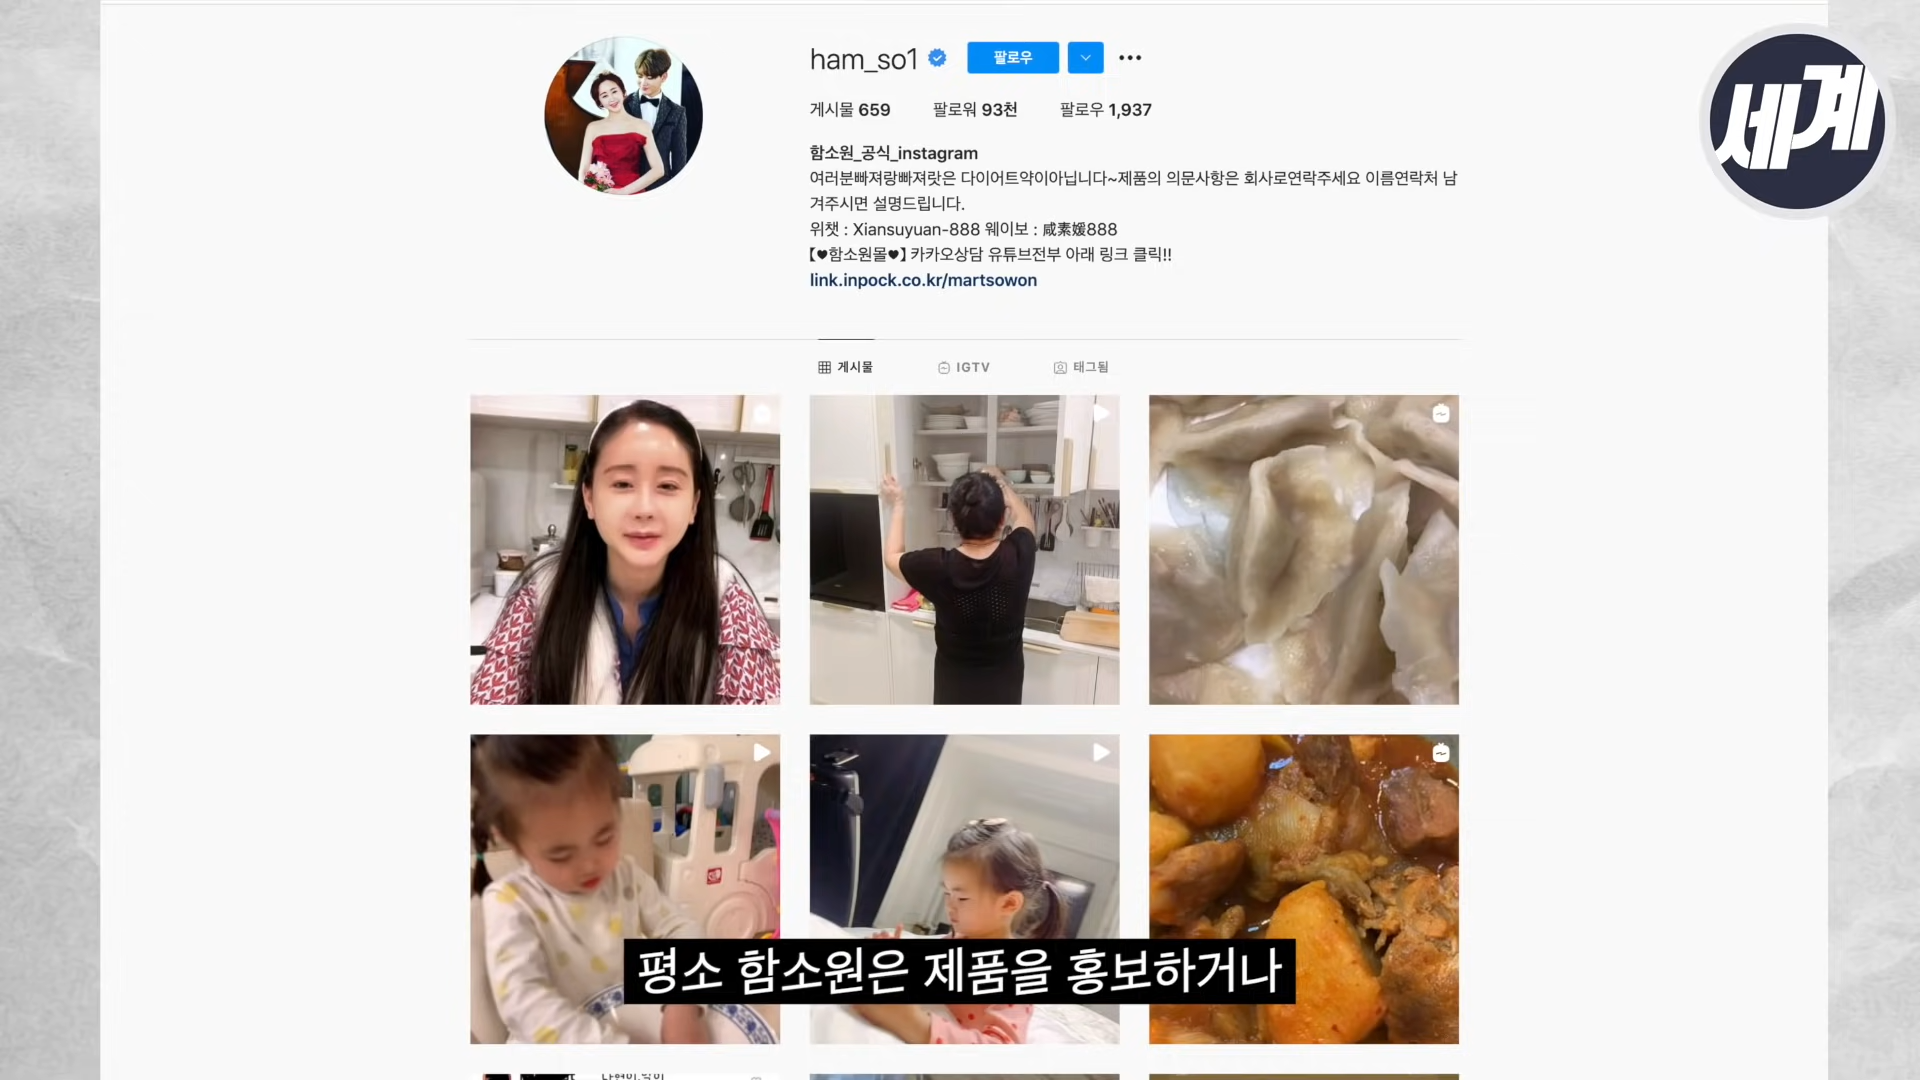 ham_so1 팔로우
세계
게시물 659 팔로워 93천 팔로우 1,937
함소원_공식_instagram
여러분빠져랑빠져랏은 다이어트약이아닙니다~제품의 의문사항은 회사로연락주세요 이름연락처 남
겨주시면 설명드립니다.
위챗 : Xiansuyuan-888 웨이보 : 咸素媛888
【♥함소원몰♥】 카카오상담 유튜브전부 아래 링크 클릭!!
link.inpock.co.kr/martsowon
게시물 IGTV 태그됨
평소 함소원은 제품을 홍보하거나